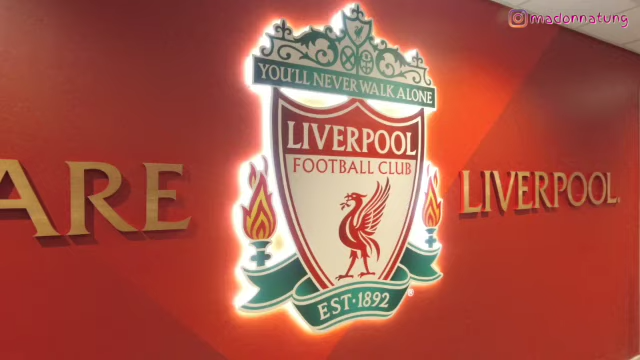 madonnatung
YOU'LL NEVER WALK ALONE
LIVERPOOL
FOOTBALL CLUB
EST·1892
®
ARE
LIVERPOOL.